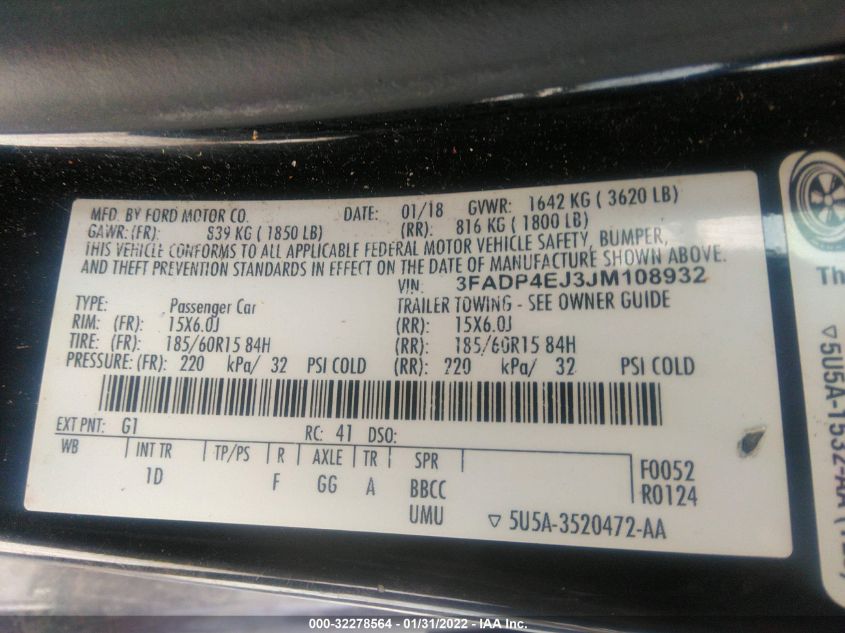 MFD. BY FORD MOTOR CO. DATE: 01/18 GVWR: 1642 KG ( 3620 LB)
GAWR: (FR): 839 KG ( 1850 LB) (RR): 816 KG ( 1800 LB)
THIS VEHICLE CONFORMS TO ALL APPLICABLE FEDERAL MOTOR VEHICLE SAFETY, BUMPER,
AND THEFT PREVENTION STANDARDS IN EFFECT ON THE DATE OF MANUFACTURE SHOWN ABOVE.
VIN: 3FADP4EJ3JM108932
TYPE: Passenger Car TRAILER TOWING - SEE OWNER GUIDE
RIM: (FR): 15X6.0J (RR): 15X6.0J
TIRE: (FR): 185/60R15 84H (RR): 185/60R15 84H
PRESSURE: (FR): 220 kPa/ 32 PSI COLD (RR): 220 kPa/ 32 PSI COLD
EXT PNT: G1 RC: 41 DSO:
WB INT TR TP/PS R AXLE TR SPR F0052
1D F GG A BBCC R0124
UMU ▽ 5U5A-3520472-AA
Th
▽5U5A-1532-AA
000-32278564 - 01/31/2022 - IAA Inc.